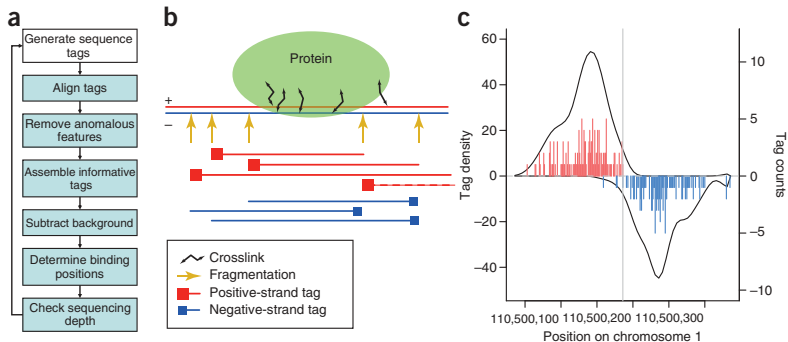 a
Generate sequence
tags
Align tags
Remove anomalous
features
Assemble informative
tags
Subtract background
Determine binding
positions
Check sequencing
depth
b
Protein
+
–
Crosslink
Fragmentation
Positive-strand tag
Negative-strand tag
c
60
40
20
0
−20
−40
Tag density
10
5
0
−5
−10
Tag counts
110,500,100
110,500,200
110,500,300
Position on chromosome 1